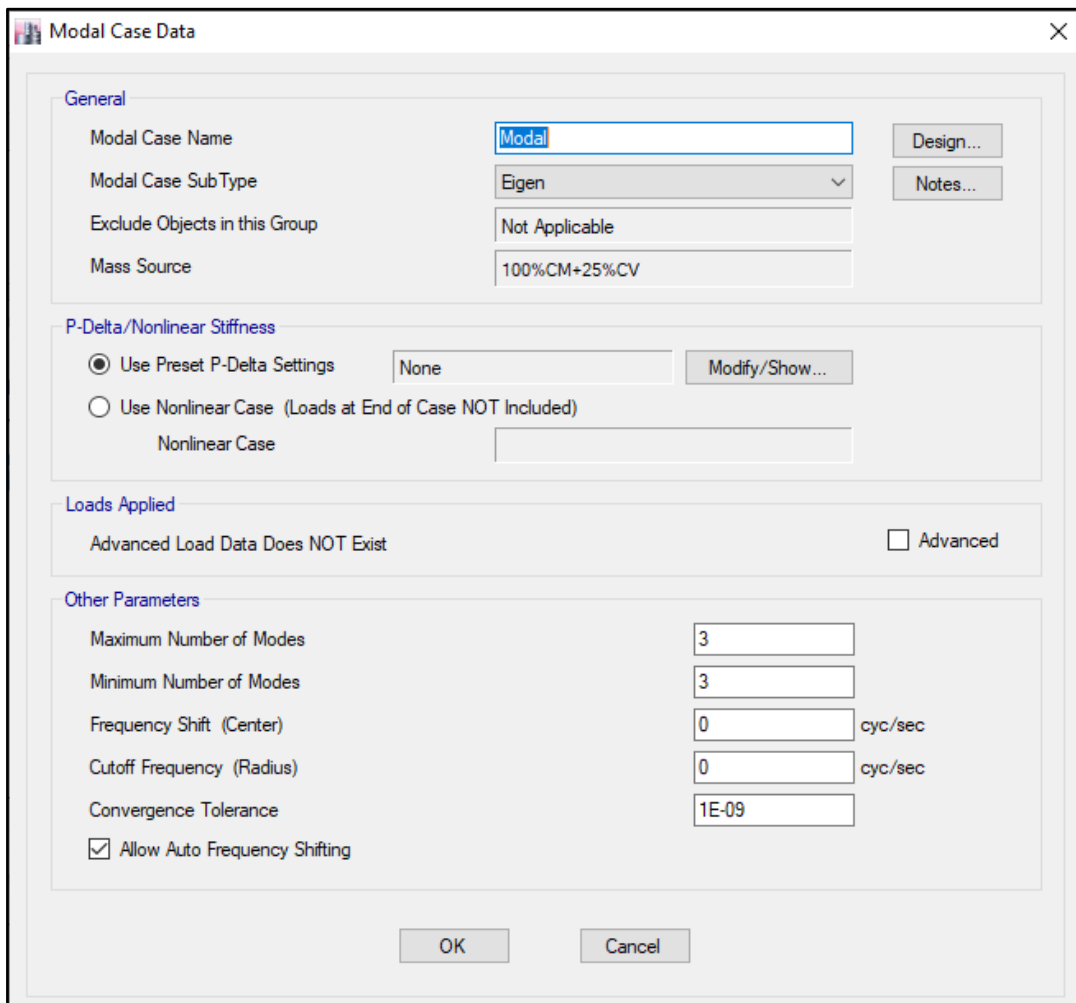 Modal Case Data
General
Modal Case Name Modal Design...
Modal Case SubType Eigen Notes...
Exclude Objects in this Group Not Applicable
Mass Source 100%CM+25%CV
P-Delta/Nonlinear Stiffness
Use Preset P-Delta Settings None Modify/Show...
Use Nonlinear Case (Loads at End of Case NOT Included)
Nonlinear Case
Loads Applied
Advanced Load Data Does NOT Exist Advanced
Other Parameters
Maximum Number of Modes 3
Minimum Number of Modes 3
Frequency Shift (Center) 0 cyc/sec
Cutoff Frequency (Radius) 0 cyc/sec
Convergence Tolerance 1E-09
Allow Auto Frequency Shifting
OK Cancel